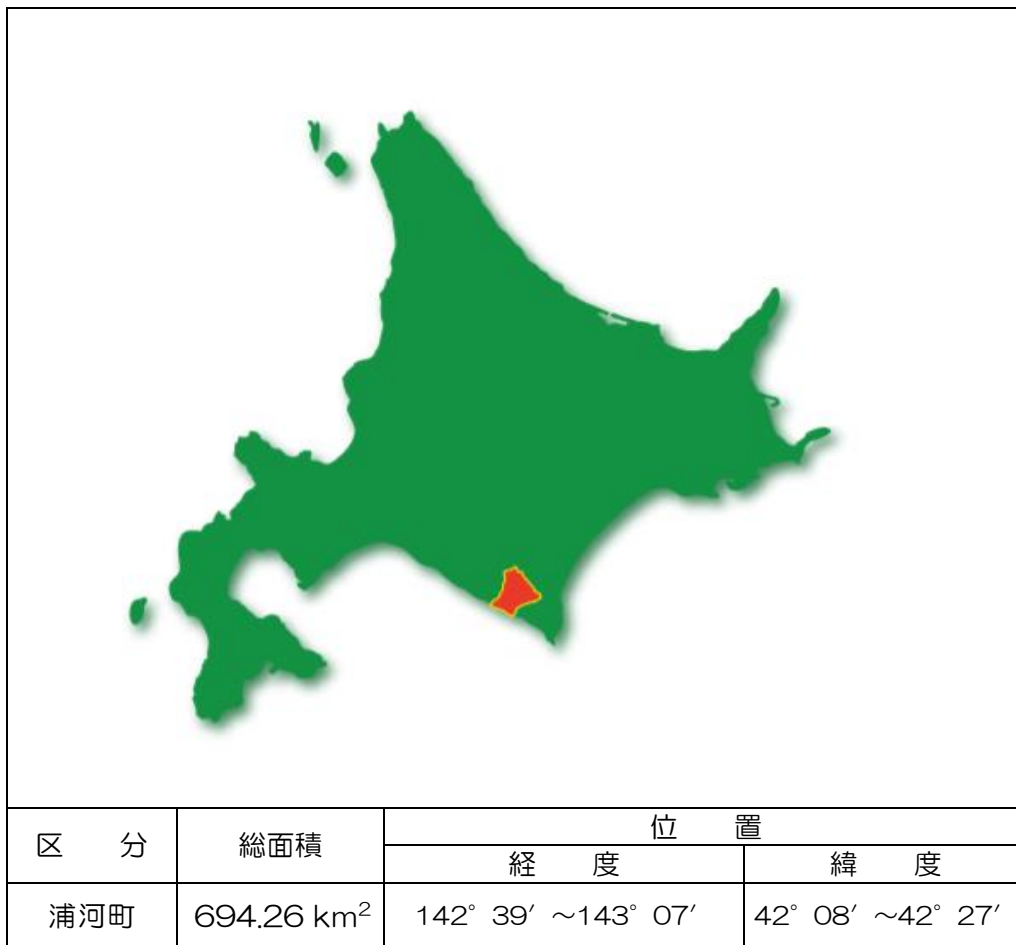 区　分 総面積 位　置
経　度 緯　度
浦河町 694.26 km² 142° 39′ ～143° 07′ 42° 08′ ～42° 27′